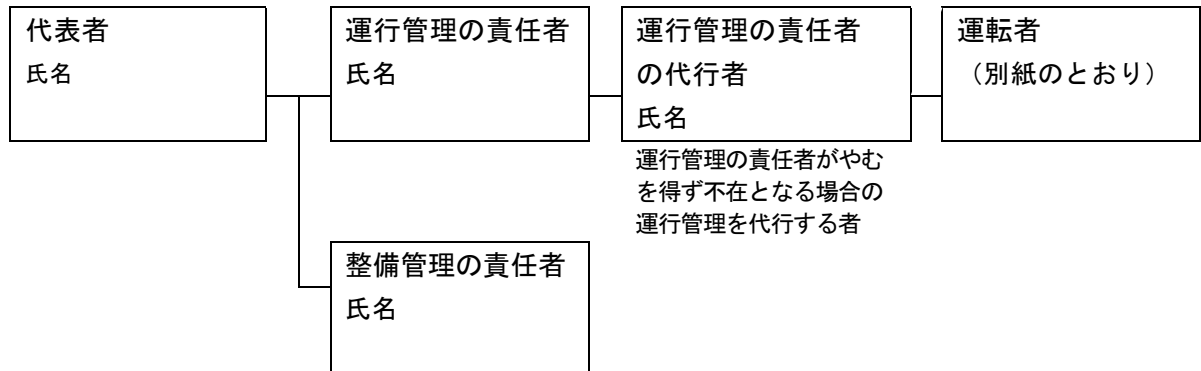 代表者
氏名
運行管理の責任者
氏名
運行管理の責任者
の代行者
氏名
運転者
（別紙のとおり）
運行管理の責任者がやむ
を得ず不在となる場合の
運行管理を代行する者
整備管理の責任者
氏名